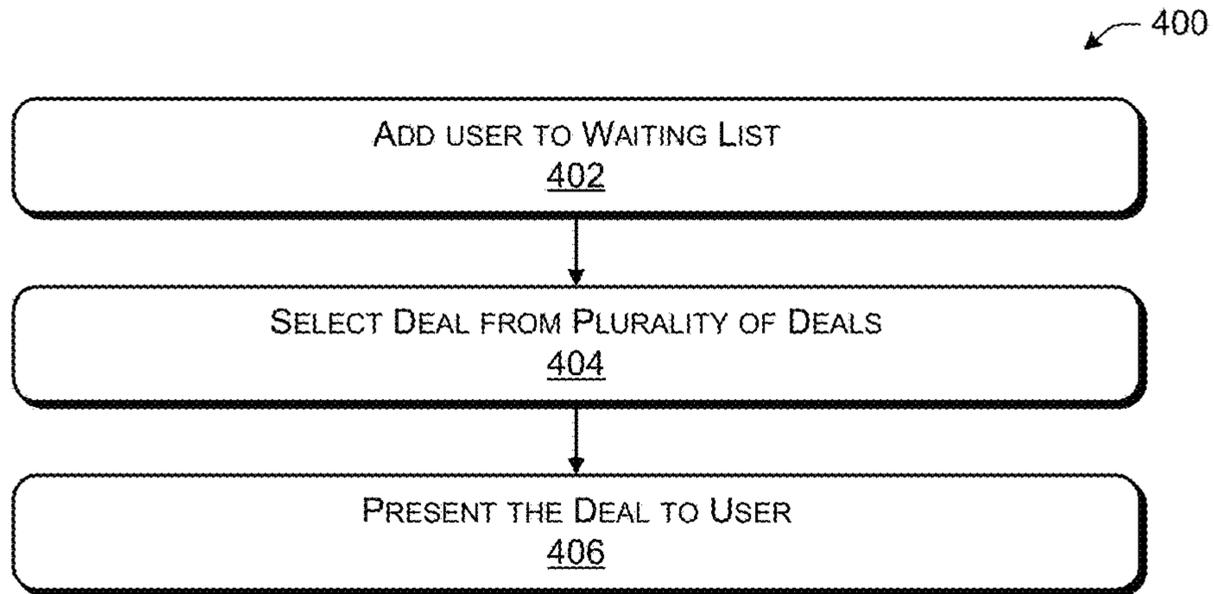 400
ADD USER TO WAITING LIST
402
SELECT DEAL FROM PLURALITY OF DEALS
404
PRESENT THE DEAL TO USER
406